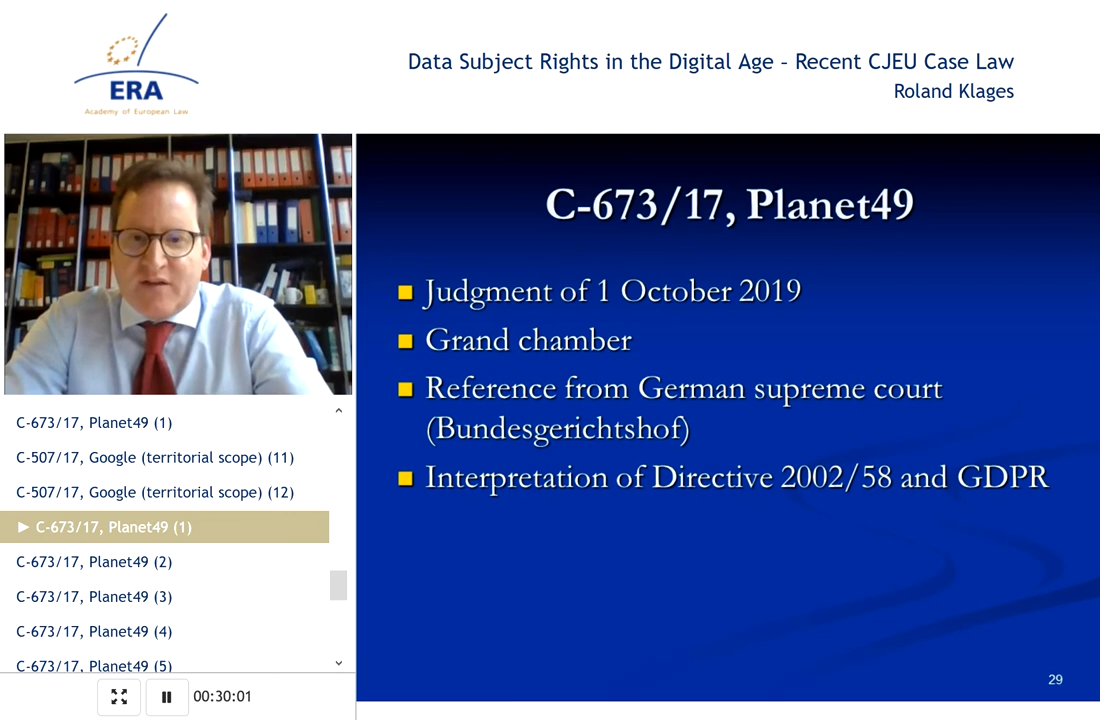 ERA
Academy of European Law
Data Subject Rights in the Digital Age - Recent CJEU Case Law
Roland Klages
C-673/17, Planet49 (1)
C-507/17, Google (territorial scope) (11)
C-507/17, Google (territorial scope) (12)
► C-673/17, Planet49 (1)
C-673/17, Planet49 (2)
C-673/17, Planet49 (3)
C-673/17, Planet49 (4)
C-673/17, Planet49 (5)
00:30:01
C-673/17, Planet49
Judgment of 1 October 2019
Grand chamber
Reference from German supreme court
(Bundesgerichtshof)
Interpretation of Directive 2002/58 and GDPR
29